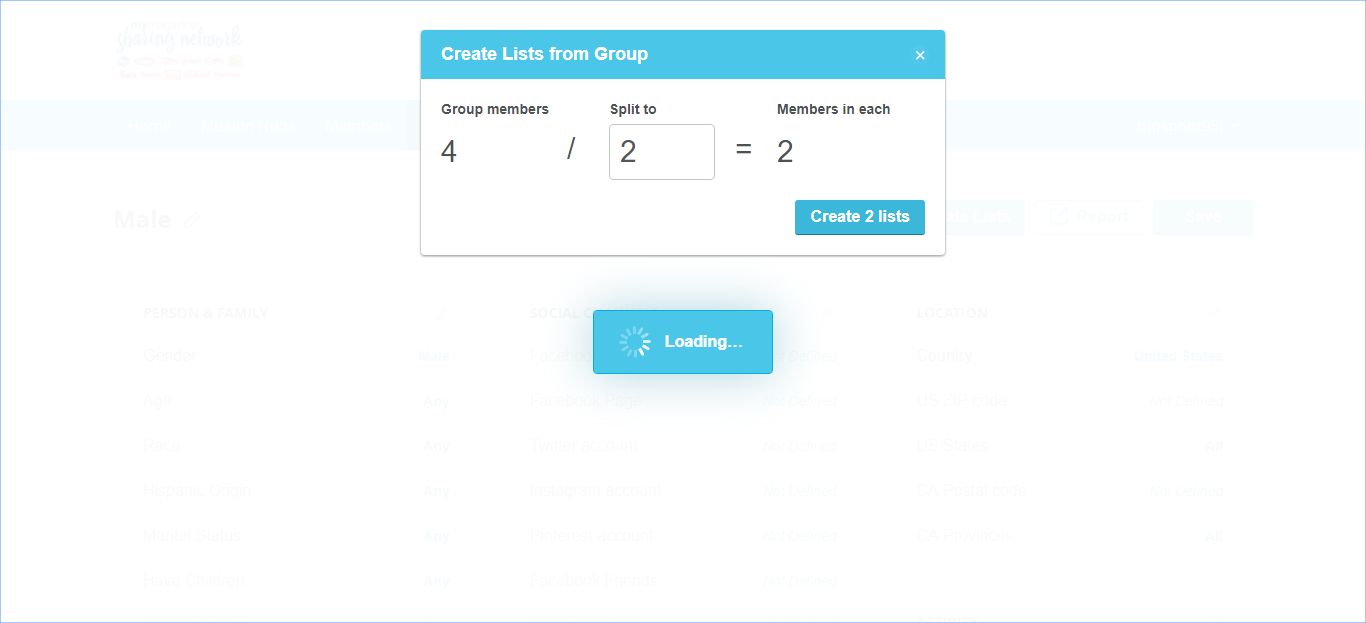 sharing network
Create Lists from Group
×
Group members Split to Members in each
4 / 2 = 2
Create 2 lists
Home Members
Male Report Save
PERSON & FAMILY SOCIAL LOCATION
Loading...
Gender Male Facebook Not Defined Country United States
Age Any Facebook Page Not Defined US ZIP code Not Defined
Race Any Twitter account Not Defined US States All
Hispanic Origin Any Instagram account Not Defined CA Postal code Not Defined
Marital Status Any Pinterest account Not Defined CA Provinces All
Have Children Any Facebook Friends Not Defined
ACTIVITY